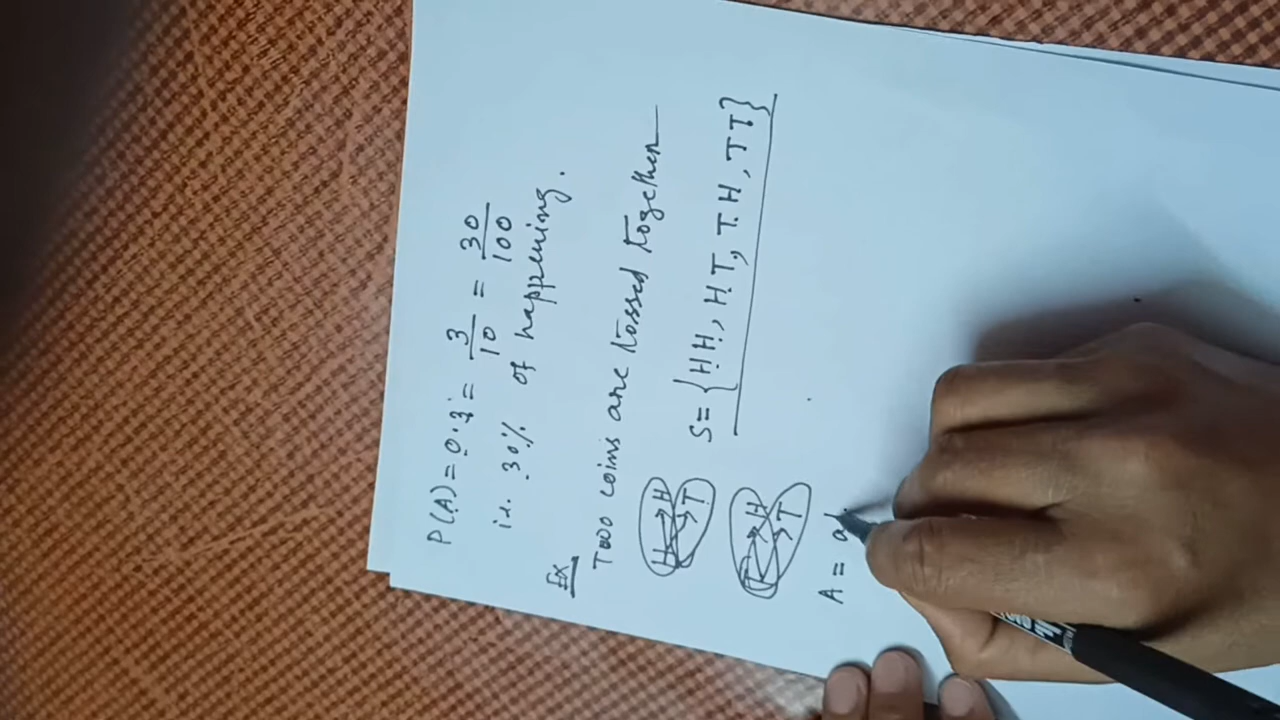 P(A) = 0.3 = 3/10 = 30/100
i.e. 30% of happening.
Ex
Two coins are tossed together
H → H
T
S = {HH, HT, TH, TT}
T → H
T
A = a